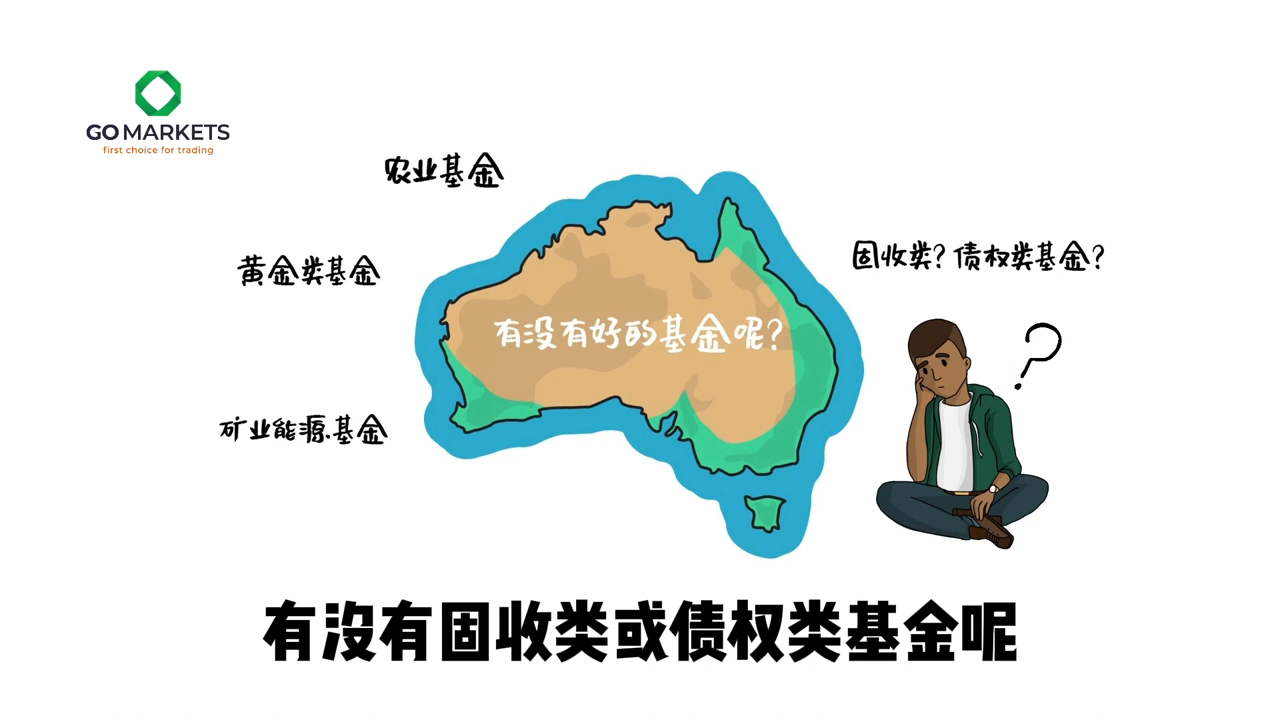 GO MARKETS
first choice for trading
农业基金
黄金类基金
固收类?债权类基金?
有没有好的基金呢?
矿业能源基金
有没有固收类或债权类基金呢